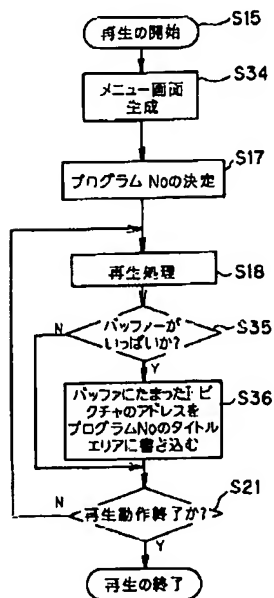 再生の開始
S15
S34
メニュー画面
生成
S17
プログラム Noの決定
再生処理
S18
N
バッファーが
いっぱいか?
S35
Y
バッファにたまったI ピ
クチャのアドレスを
プログラムNoのタイトル
エリアに書き込む
S36
N
再生動作終了か?
S21
Y
再生の終了